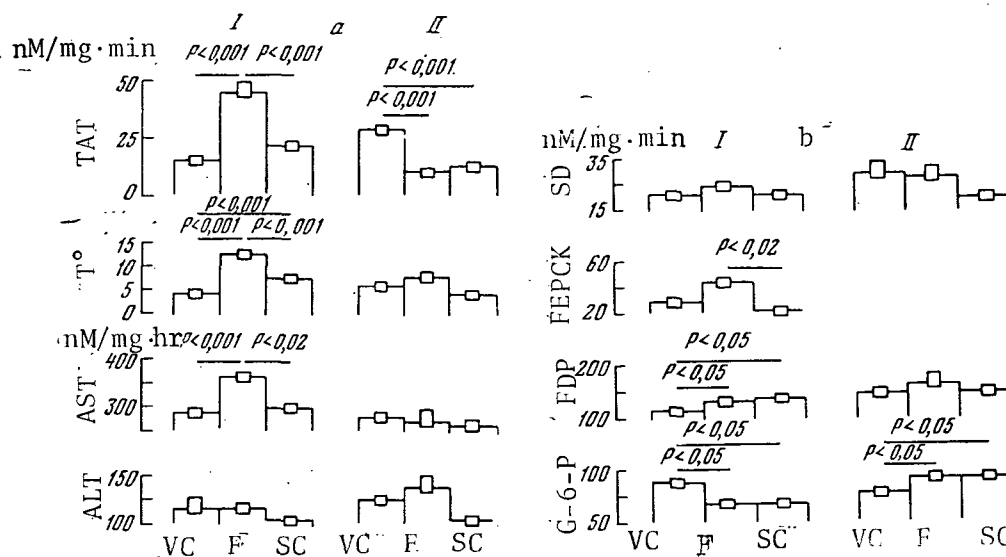 I a II
nM/mg·min
P<0,001 P<0,001
P<0,001
P<0,001
TAT
50
25
0
P<0,001
P<0,001 P<0,001
T°
15
10
5
0
nM/mg·hr
P<0,001 P<0,02
AST
400
300
ALT
150
100
VC F SC VC F SC
nM/mg·min I b II
SD
35
15
FEPCK
60
20
P<0,02
FDP
200
100
P<0,05
P<0,05
G-6-P
100
50
P<0,05
P<0,05
P<0,05
P<0,05
VC F SC VC F SC